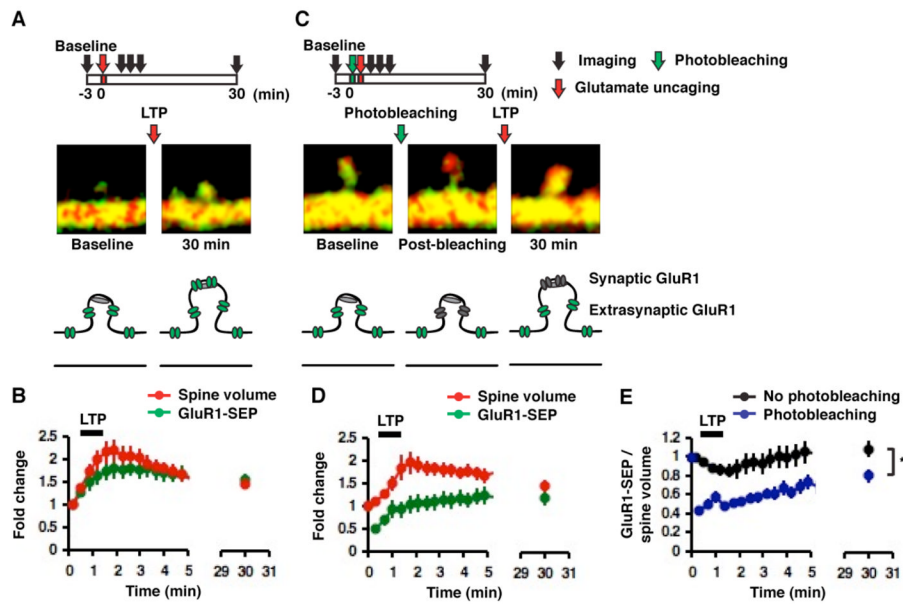 A
Baseline
-3 0 30 (min)
LTP
Baseline 30 min
C
Baseline
-3 0 30 (min)
Imaging Photobleaching
Glutamate uncaging
Photobleaching LTP
Baseline Post-bleaching 30 min
Synaptic GluR1
Extrasynaptic GluR1
B
Spine volume
GluR1-SEP
LTP
Fold change
2.5
2
1.5
1
0.5
0
0 1 2 3 4 5 29 30 31
Time (min)
D
Spine volume
GluR1-SEP
LTP
Fold change
2.5
2
1.5
1
0.5
0
0 1 2 3 4 5 29 30 31
Time (min)
E
No photobleaching
Photobleaching
LTP
GluR1-SEP /
spine volume
1.2
1
0.8
0.6
0.4
0.2
0
0 1 2 3 4 5 29 30 31
Time (min)